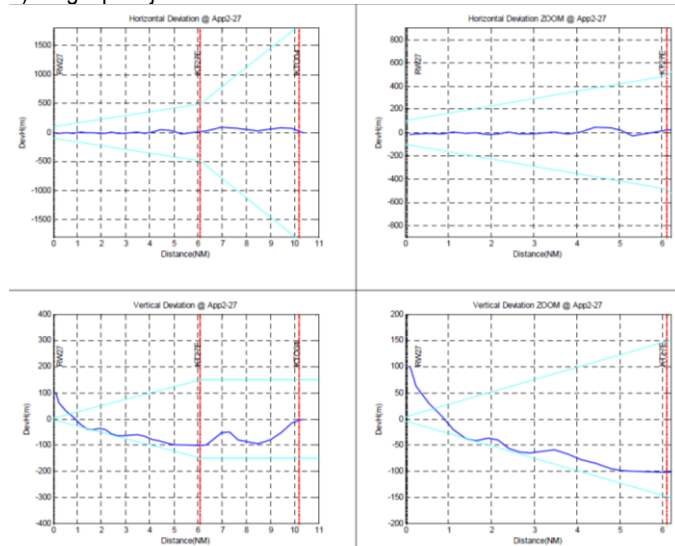 Horizontal Deviation @ App2-27
1500
1000
500
0
-500
-1000
-1500
DevH(m)
RW27
KT27E
0 1 2 3 4 5 6 7 8 9 10 11
Distance(NM)
Horizontal Deviation ZOOM @ App2-27
800
600
400
200
0
-200
-400
-600
-800
DevH(m)
RW27
KT27E
0 1 2 3 4 5 6
Distance(NM)
Vertical Deviation @ App2-27
400
300
200
100
0
-100
-200
-300
-400
DevH(m)
RW27
KT27E
0 1 2 3 4 5 6 7 8 9 10 11
Distance(NM)
Vertical Deviation ZOOM @ App2-27
200
150
100
50
0
-50
-100
-150
-200
DevH(m)
RW27
KT27E
0 1 2 3 4 5 6
Distance(NM)